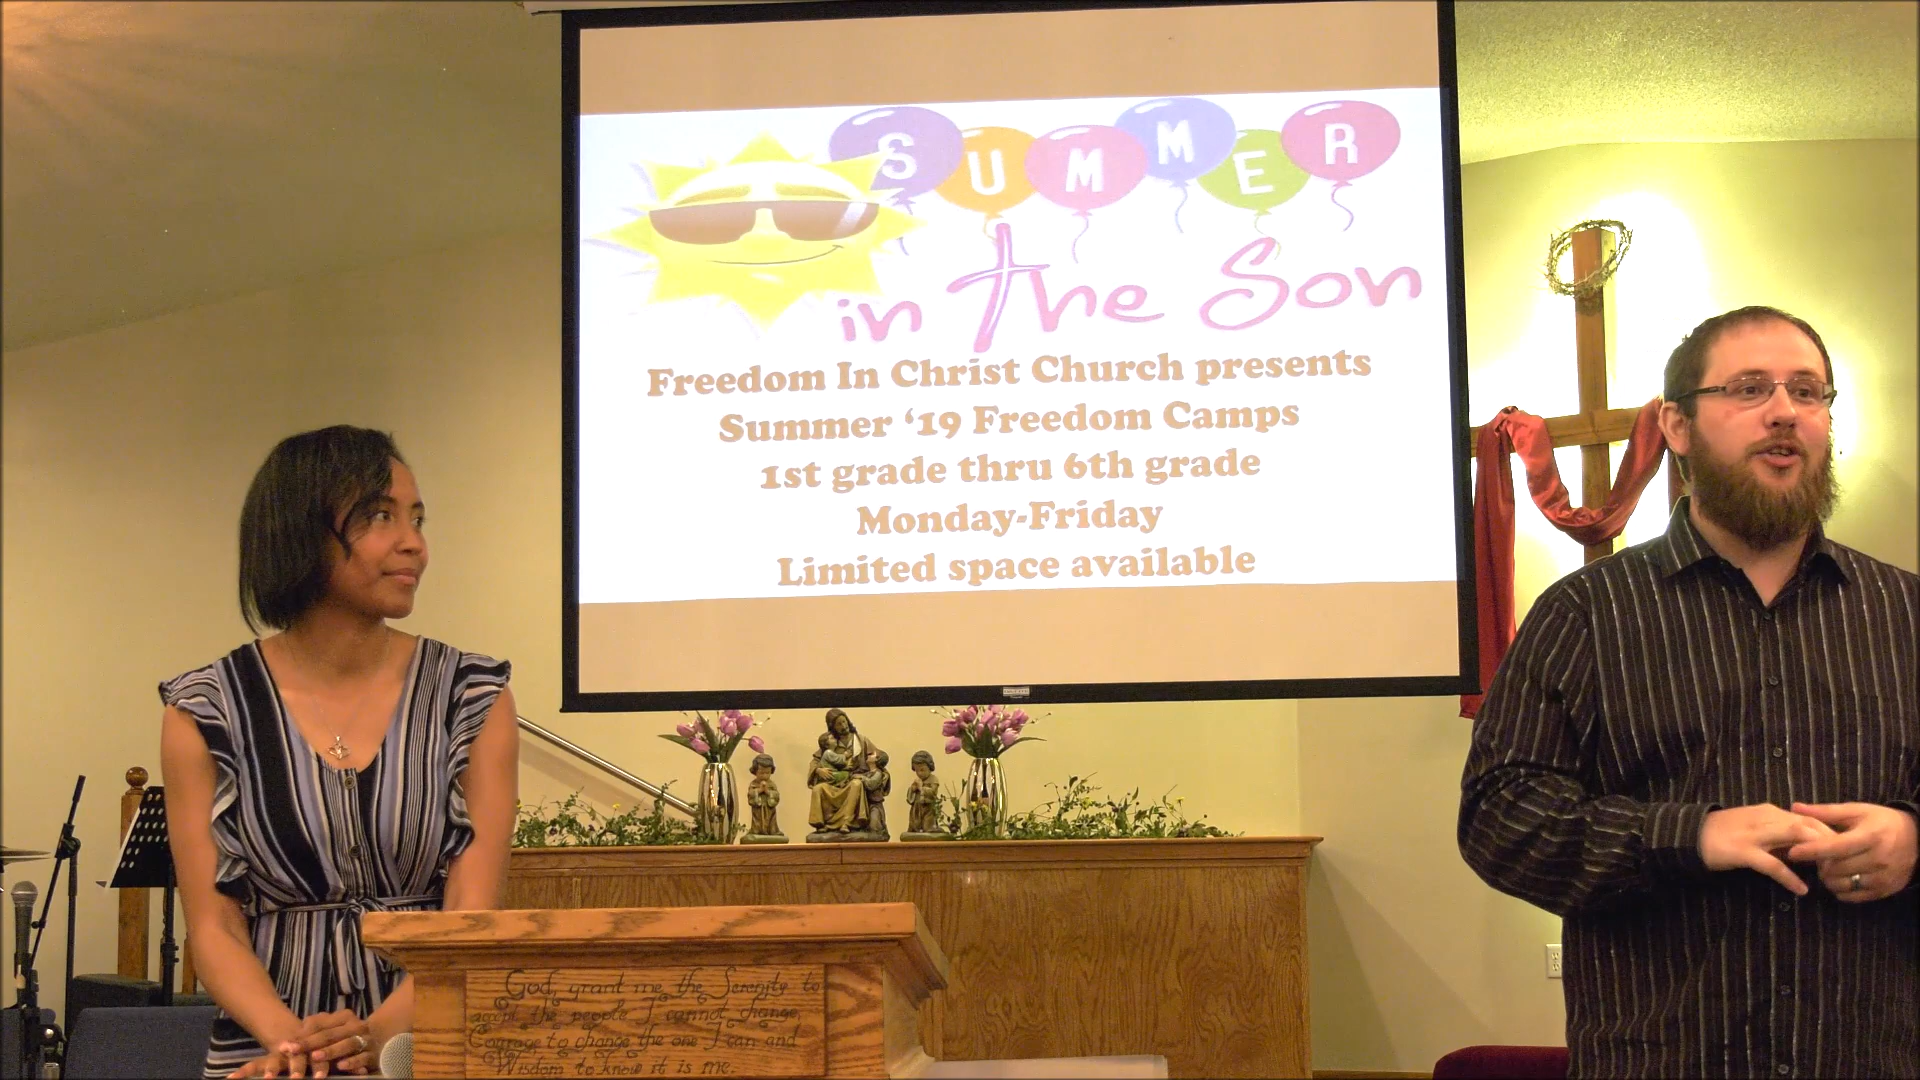 SUMMER
in the Son
Freedom In Christ Church presents
Summer ‘19 Freedom Camps
1st grade thru 6th grade
Monday-Friday
Limited space available
God, grant me the Serenity to
accept the people I cannot change,
Courage to change the one I can and
Wisdom to know it is me.